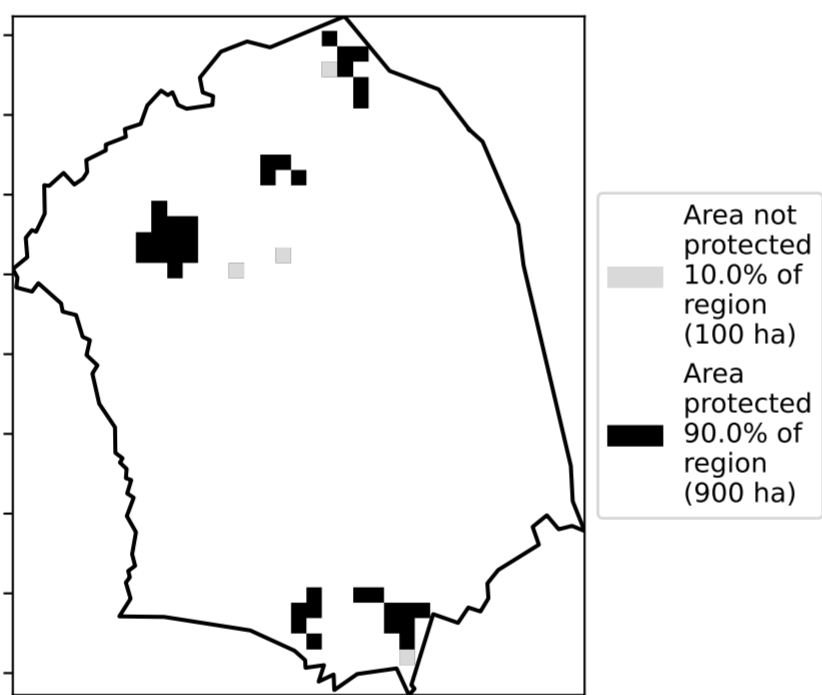 Area not
protected
10.0% of
region
(100 ha)
Area
protected
90.0% of
region
(900 ha)